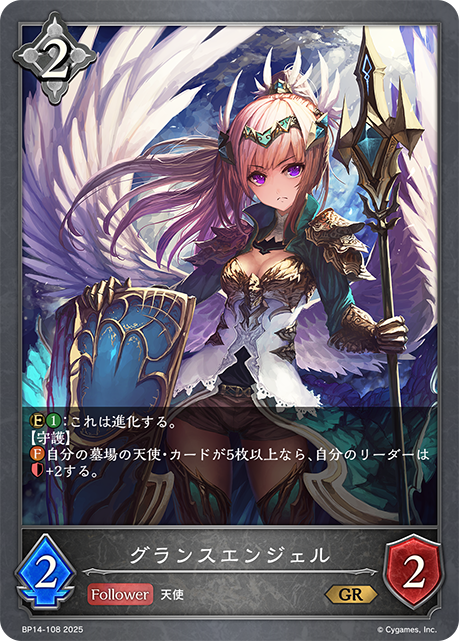 2
E 1：これは進化する。
【守護】
F 自分の墓場の天使・カードが5枚以上なら、自分のリーダーは
+2する。
グランスエンジェル
2
Follower 天使
GR
2
BP14-108 2025
© Cygames, Inc.